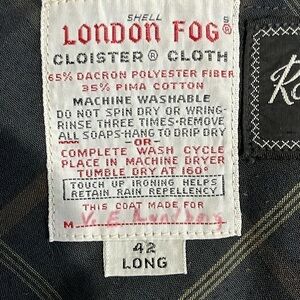 SHELL
LONDON FOG®
CLOISTER® CLOTH
65% DACRON POLYESTER FIBER
35% PIMA COTTON
MACHINE WASHABLE
DO NOT SPIN DRY OR WRING-
RINSE THREE TIMES-REMOVE
ALL SOAPS-HANG TO DRIP DRY
-OR-
COMPLETE WASH CYCLE
PLACE IN MACHINE DRYER
TUMBLE DRY AT 160°
TOUCH UP IRONING HELPS
RETAIN RAIN REPELLENCY
THIS COAT MADE FOR
M
42
LONG